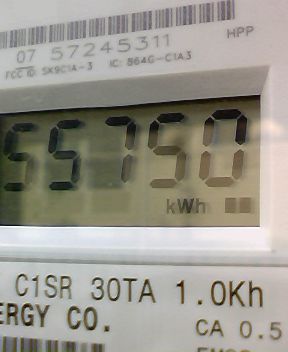 07 57245311
HPP
FCC ID: SK9C1A-3 IC: 864G-C1A3
55750
kWh
C1SR 30TA 1.0Kh
ERGY CO.
CA 0.5